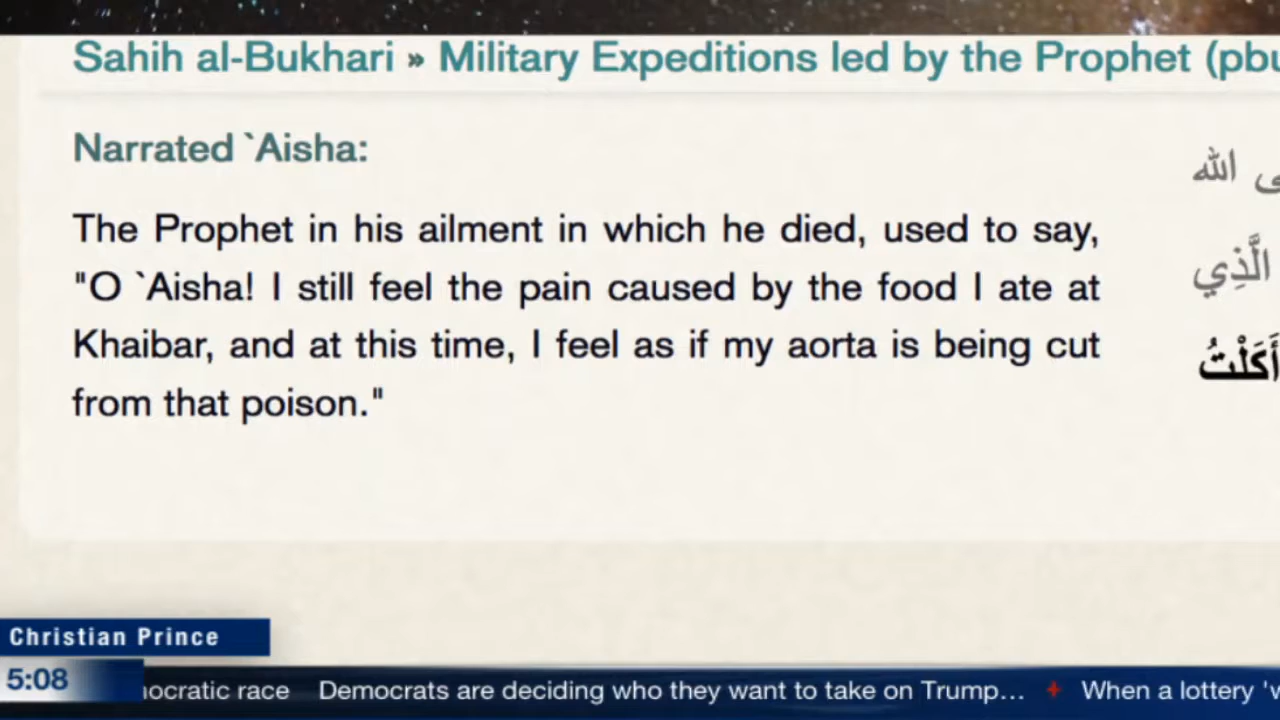 Sahih al-Bukhari » Military Expeditions led by the Prophet
Narrated `Aisha:
The Prophet in his ailment in which he died, used to say,
"O `Aisha! I still feel the pain caused by the food I ate at
Khaibar, and at this time, I feel as if my aorta is being cut
from that poison."
الله
الَّذِي
أَكَلْتُ
Christian Prince
5:08
race Democrats are deciding who they want to take on Trump... When a lottery